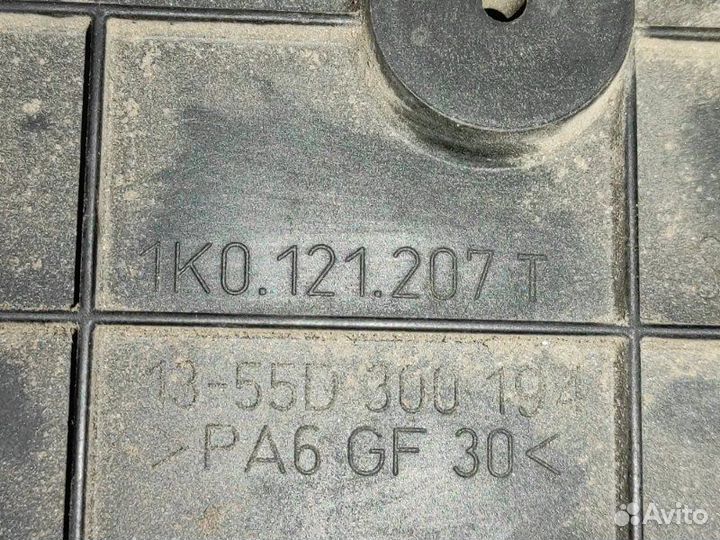 1K0.121.207 T
13-55D 300 194
>PA6 GF 30<
Avito